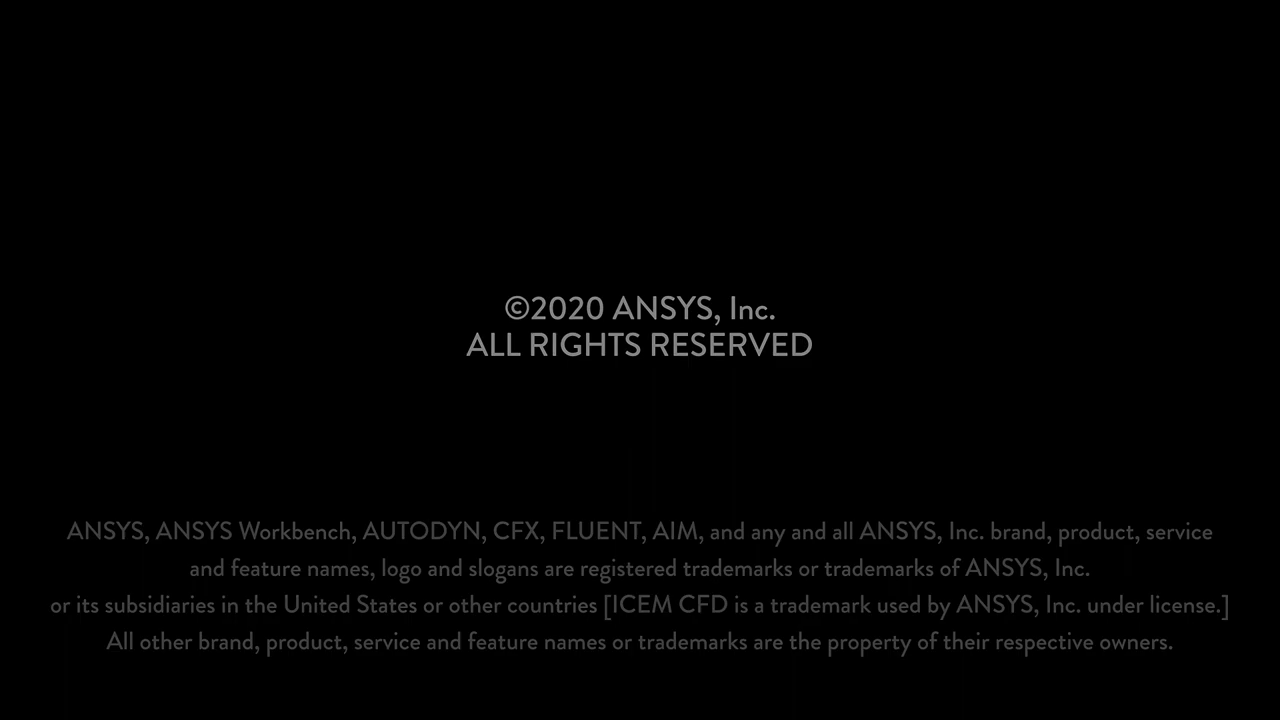 ©2020 ANSYS, Inc.
ALL RIGHTS RESERVED
ANSYS, ANSYS Workbench, AUTODYN, CFX, FLUENT, AIM, and any and all ANSYS, Inc. brand, product, service
and feature names, logo and slogans are registered trademarks or trademarks of ANSYS, Inc.
or its subsidiaries in the United States or other countries [ICEM CFD is a trademark used by ANSYS, Inc. under license.]
All other brand, product, service and feature names or trademarks are the property of their respective owners.